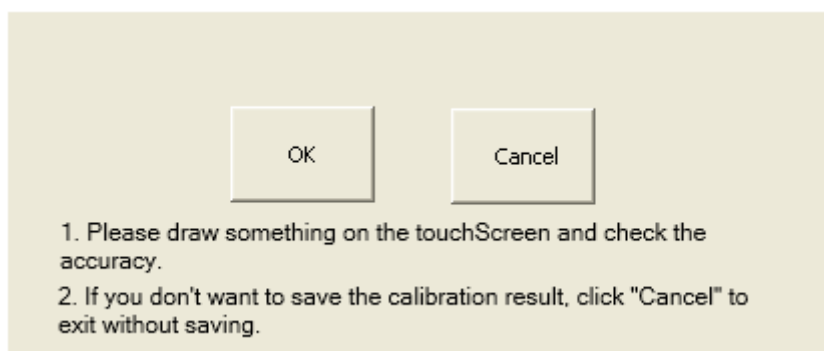 OK
Cancel
1. Please draw something on the touchScreen and check the
accuracy.
2. If you don't want to save the calibration result, click "Cancel" to
exit without saving.